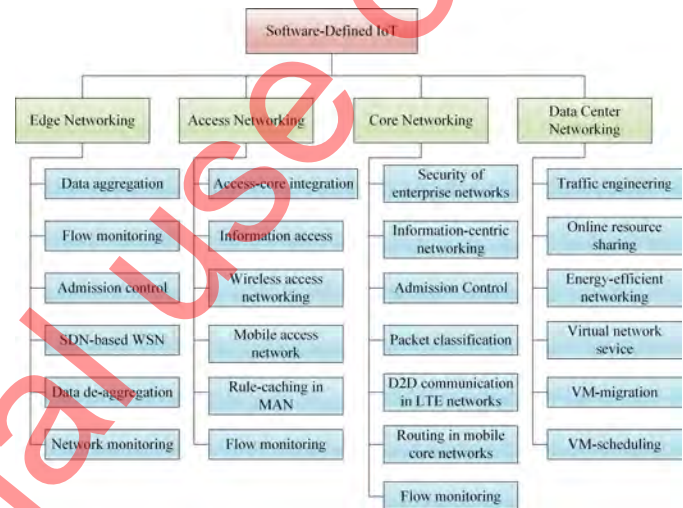 Software-Defined IoT
Edge Networking
Access Networking
Core Networking
Data Center
Networking
Data aggregation
Flow monitoring
Admission control
SDN-based WSN
Data de-aggregation
Network monitoring
Access-core integration
Information access
Wireless access
networking
Mobile access
network
Rule-caching in
MAN
Flow monitoring
Security of
enterprise networks
Information-centric
networking
Admission Control
Packet classification
D2D communication
in LTE networks
Routing in mobile
core networks
Flow monitoring
Traffic engineering
Online resource
sharing
Energy-efficient
networking
Virtual network
sevice
VM-migration
VM-scheduling
al use o